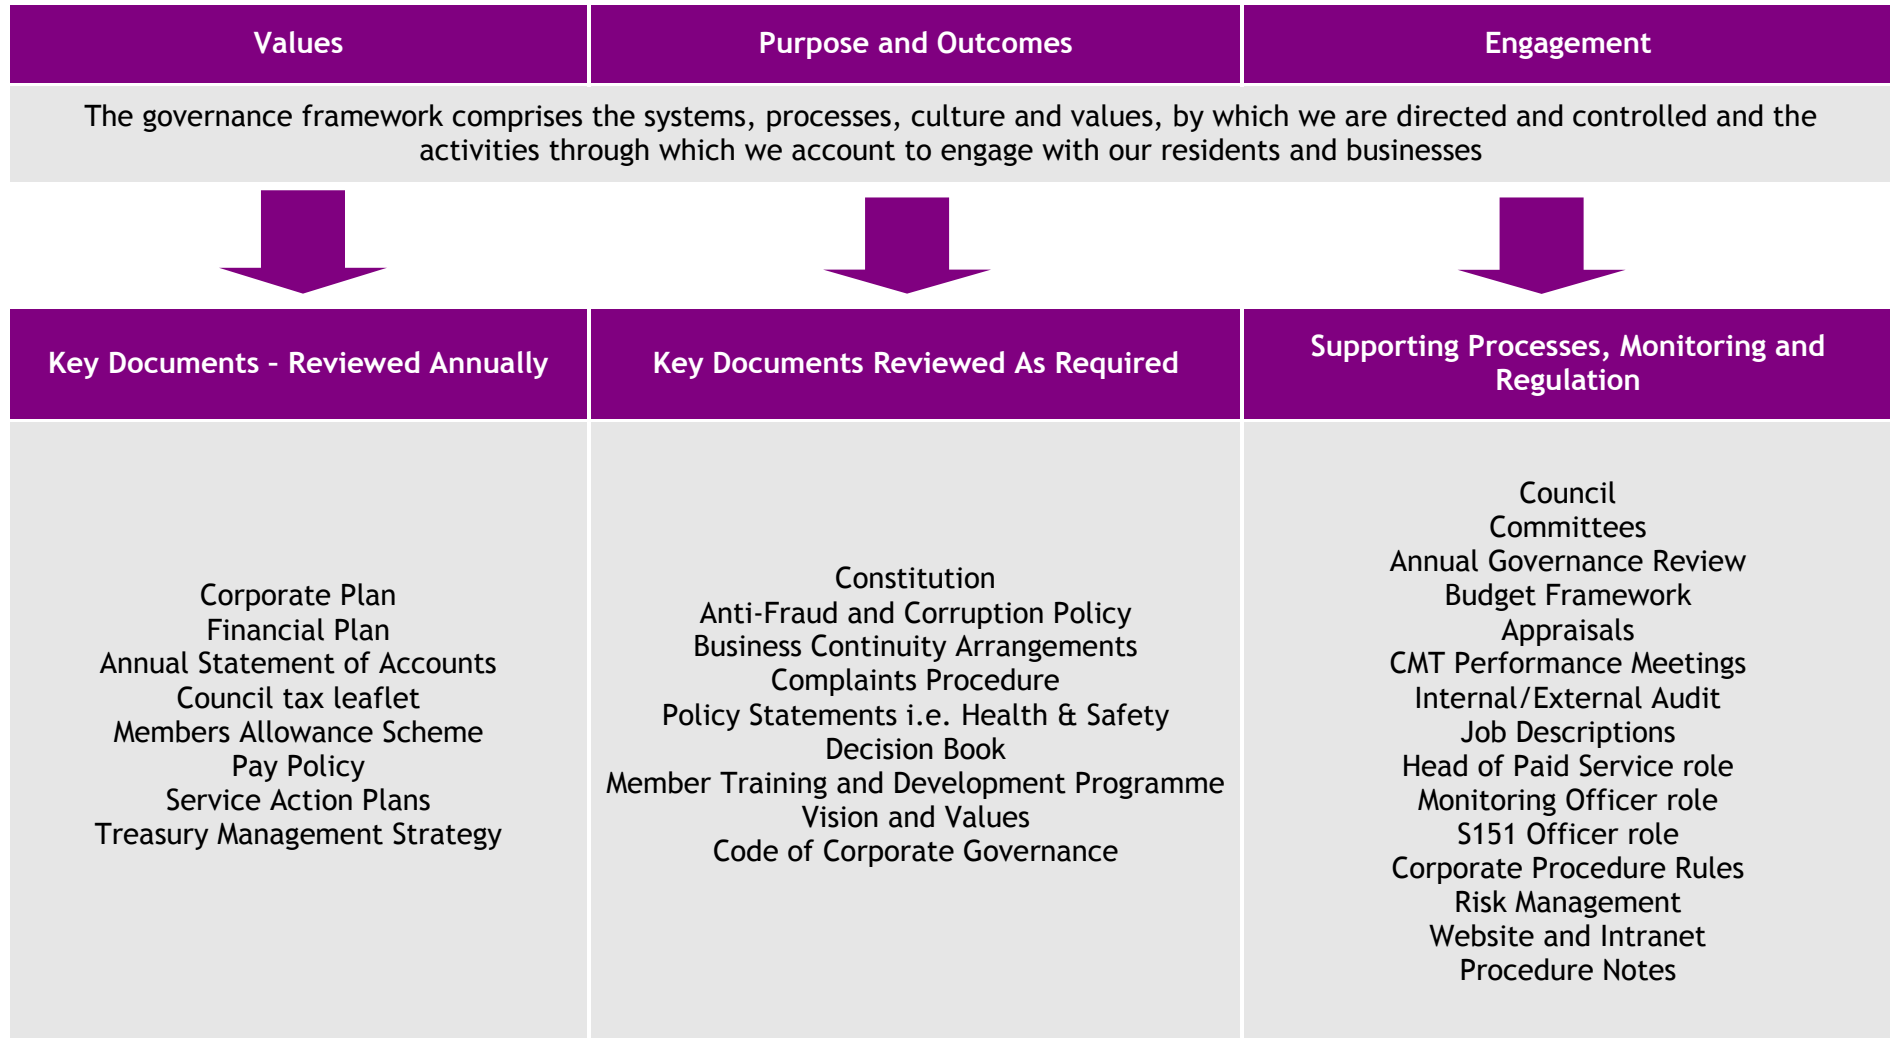 Values
Purpose and Outcomes
Engagement
The governance framework comprises the systems, processes, culture and values, by which we are directed and controlled and the
activities through which we account to engage with our residents and businesses
Key Documents – Reviewed Annually
Key Documents Reviewed As Required
Supporting Processes, Monitoring and
Regulation
Corporate Plan
Financial Plan
Annual Statement of Accounts
Council tax leaflet
Members Allowance Scheme
Pay Policy
Service Action Plans
Treasury Management Strategy
Constitution
Anti-Fraud and Corruption Policy
Business Continuity Arrangements
Complaints Procedure
Policy Statements i.e. Health & Safety
Decision Book
Member Training and Development Programme
Vision and Values
Code of Corporate Governance
Council
Committees
Annual Governance Review
Budget Framework
Appraisals
CMT Performance Meetings
Internal/External Audit
Job Descriptions
Head of Paid Service role
Monitoring Officer role
S151 Officer role
Corporate Procedure Rules
Risk Management
Website and Intranet
Procedure Notes